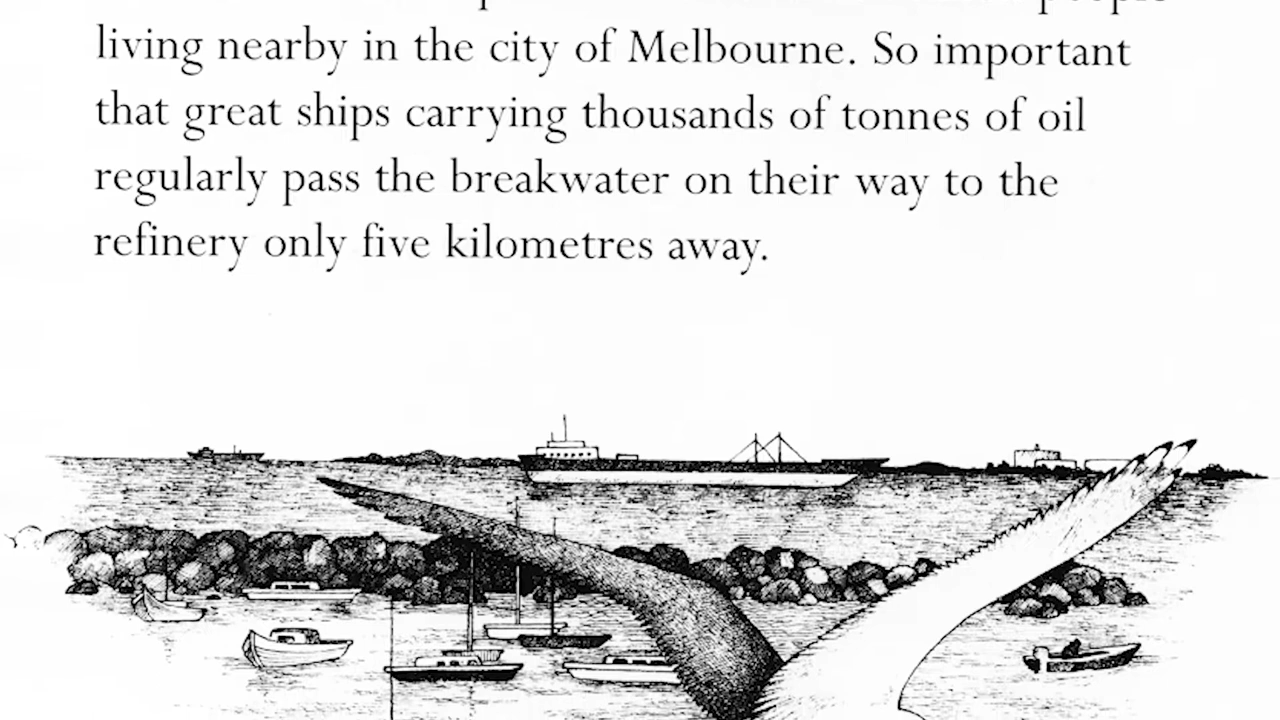 people
living nearby in the city of Melbourne. So important
that great ships carrying thousands of tonnes of oil
regularly pass the breakwater on their way to the
refinery only five kilometres away.